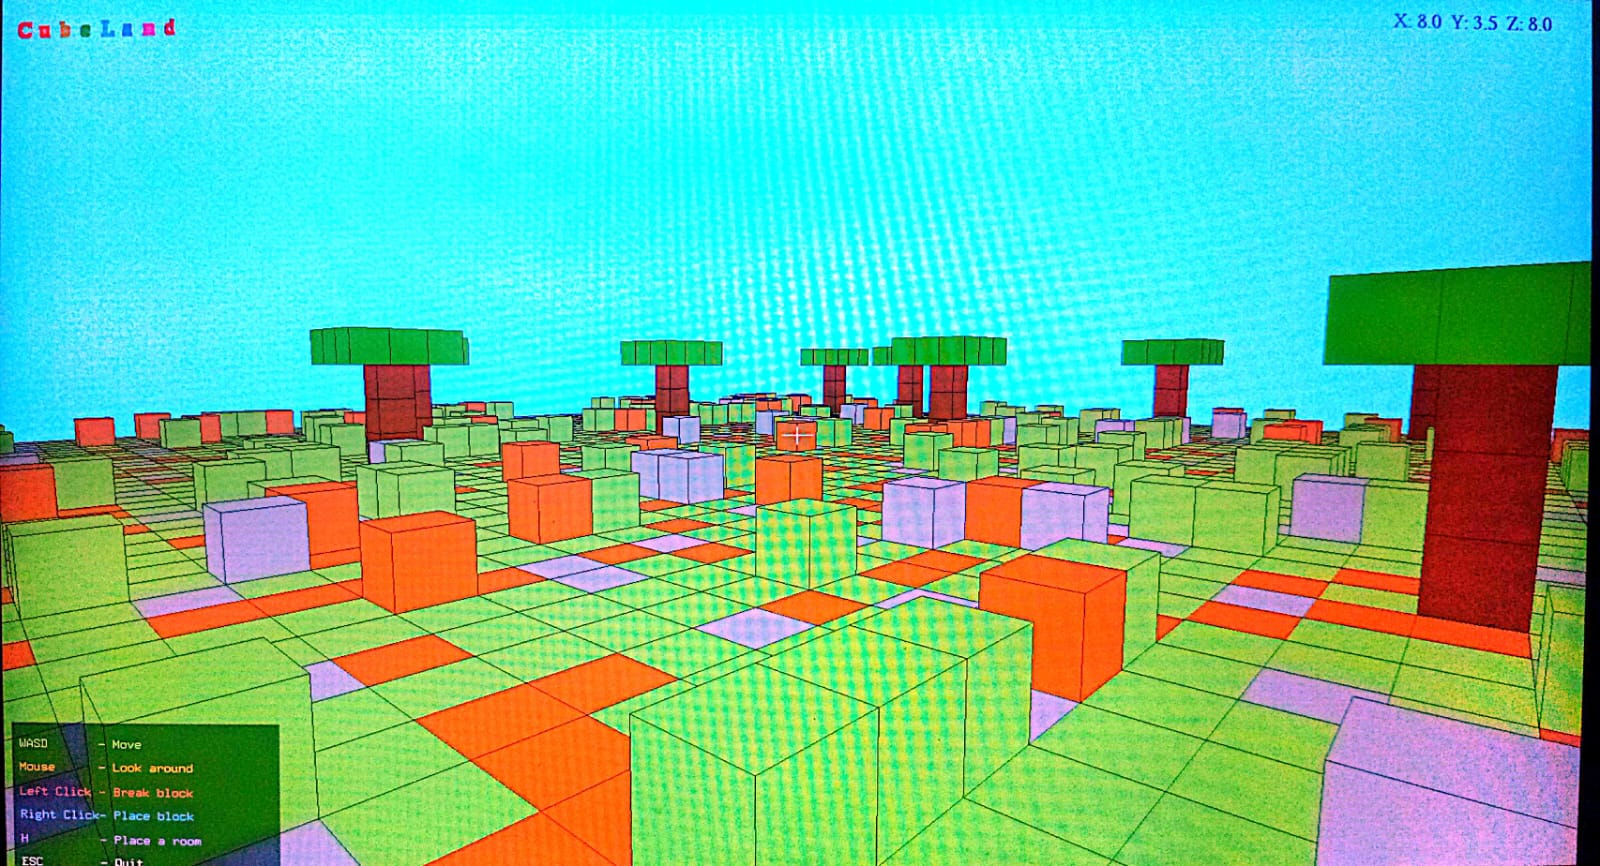 CubeLand
X: 8.0 Y: 3.5 Z: 8.0
WASD - Move
Mouse - Look around
Left Click - Break block
Right Click- Place block
H - Place a room
ESC - Quit